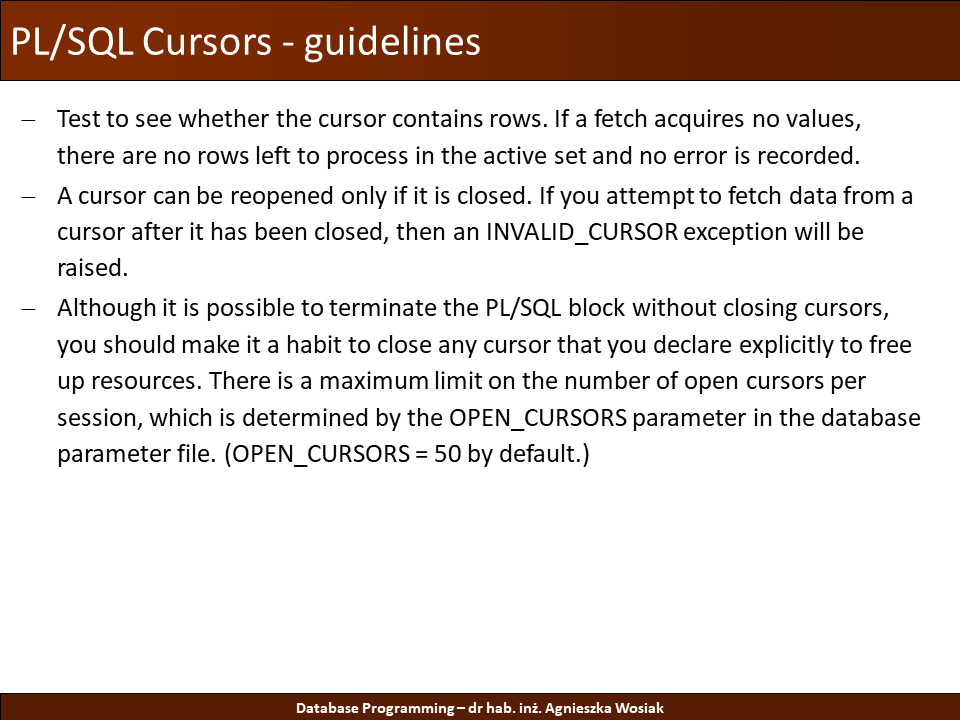 PL/SQL Cursors - guidelines
– Test to see whether the cursor contains rows. If a fetch acquires no values,
there are no rows left to process in the active set and no error is recorded.
– A cursor can be reopened only if it is closed. If you attempt to fetch data from a
cursor after it has been closed, then an INVALID_CURSOR exception will be
raised.
– Although it is possible to terminate the PL/SQL block without closing cursors,
you should make it a habit to close any cursor that you declare explicitly to free
up resources. There is a maximum limit on the number of open cursors per
session, which is determined by the OPEN_CURSORS parameter in the database
parameter file. (OPEN_CURSORS = 50 by default.)
Database Programming – dr hab. inż. Agnieszka Wosiak